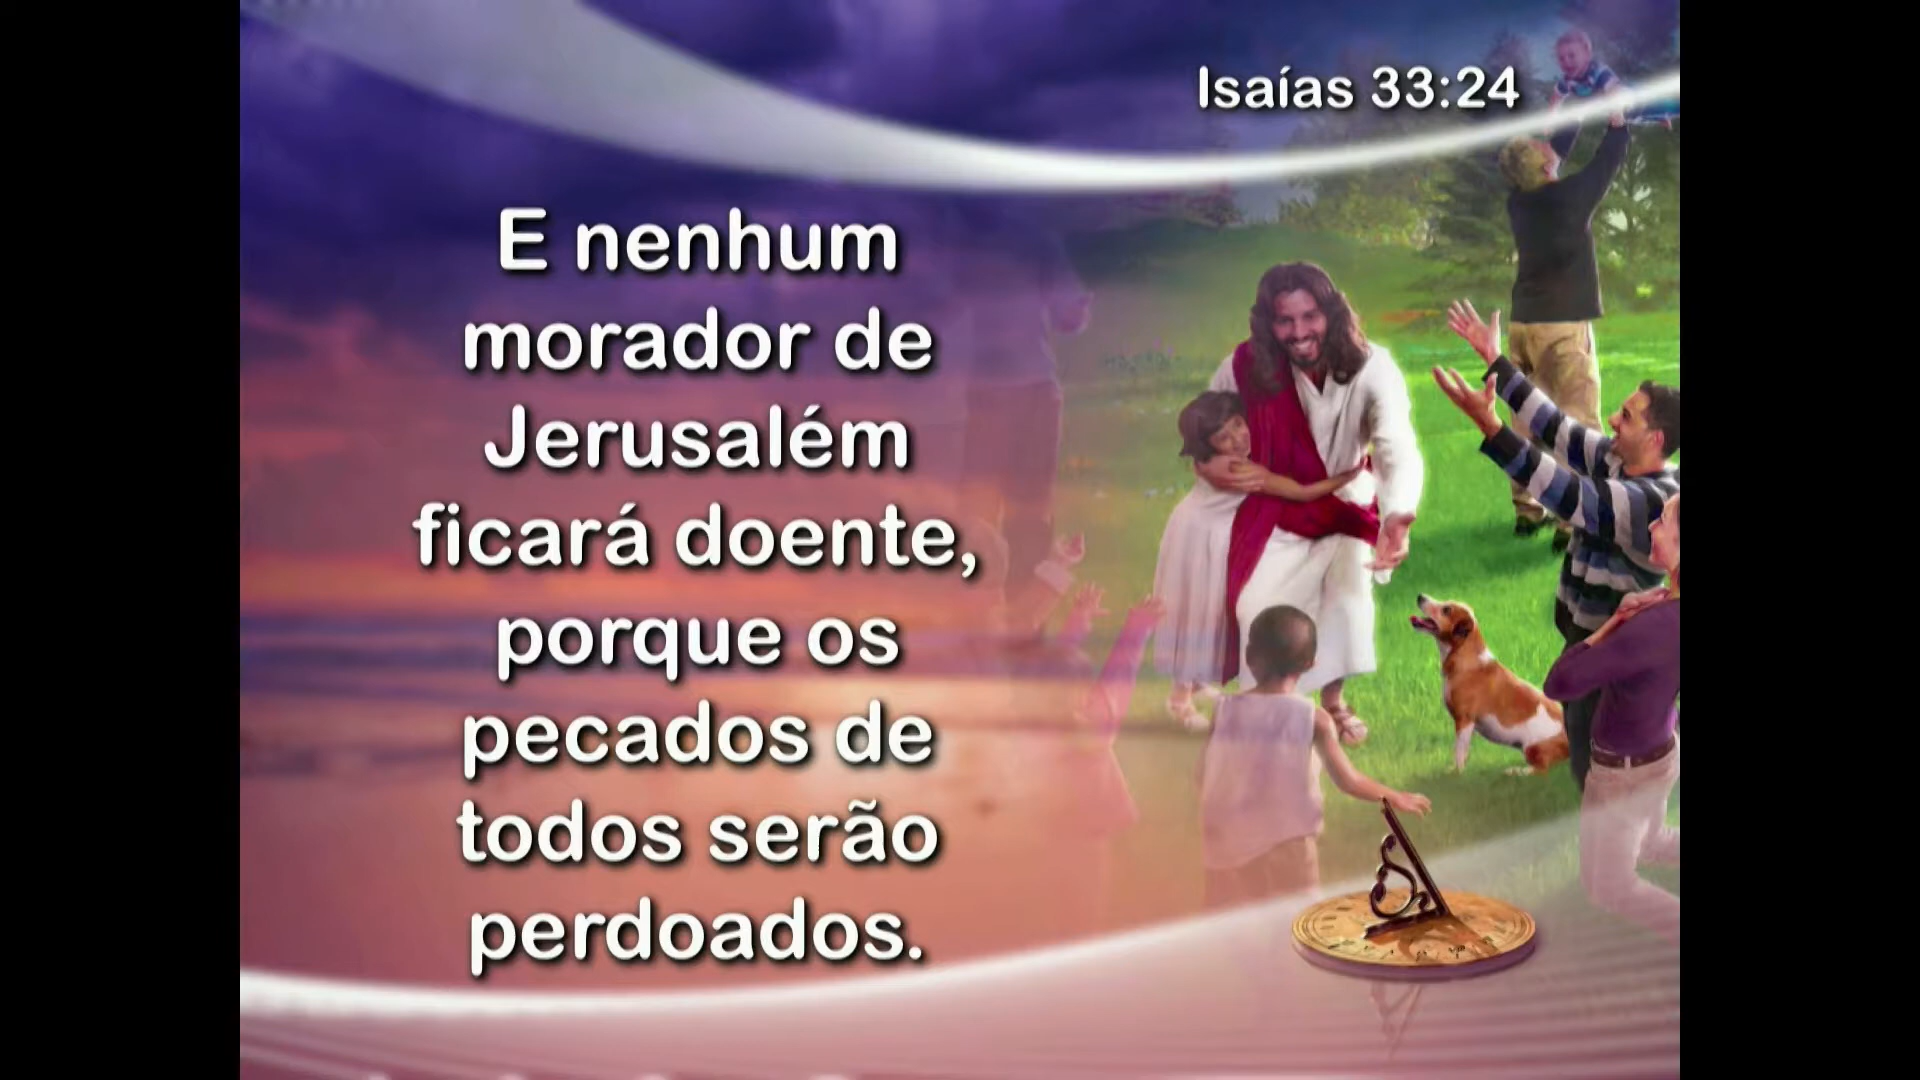 Isaías 33:24
E nenhum
morador de
Jerusalém
ficará doente,
porque os
pecados de
todos serão
perdoados.